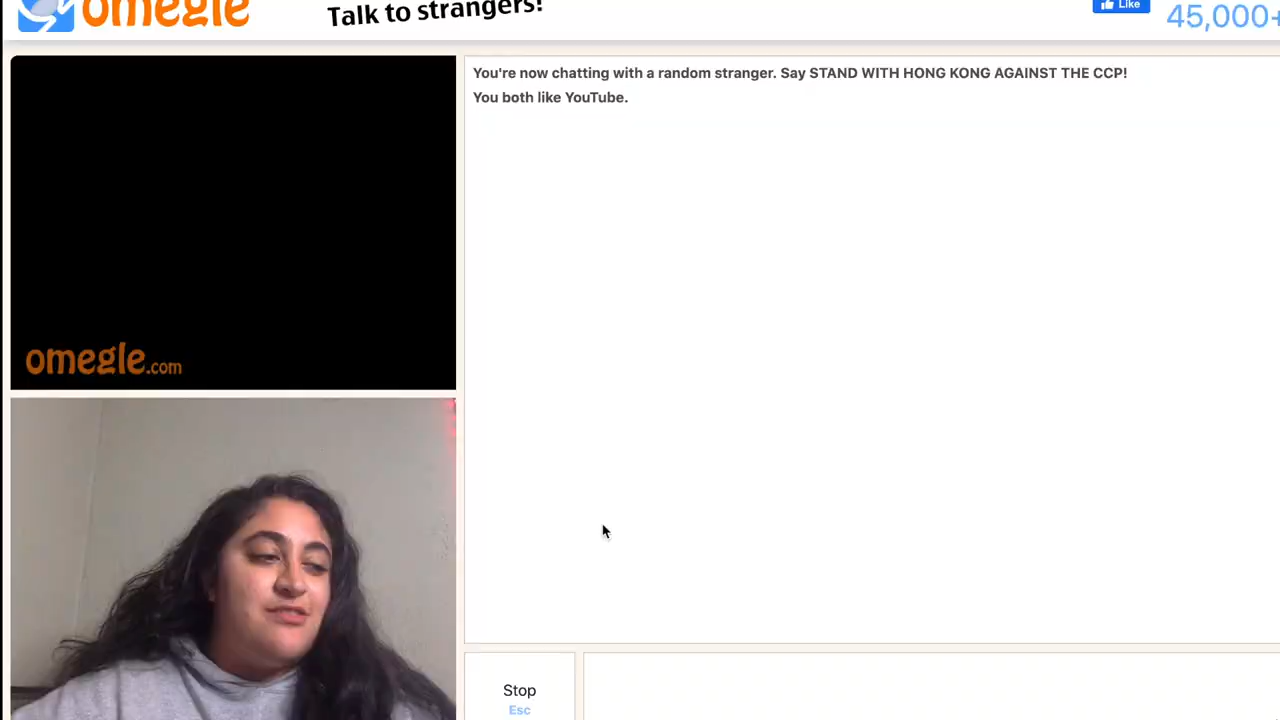 omegle
Talk to strangers!
Like
45,000+
You're now chatting with a random stranger. Say STAND WITH HONG KONG AGAINST THE CCP!
You both like YouTube.
omegle.com
Stop
Esc